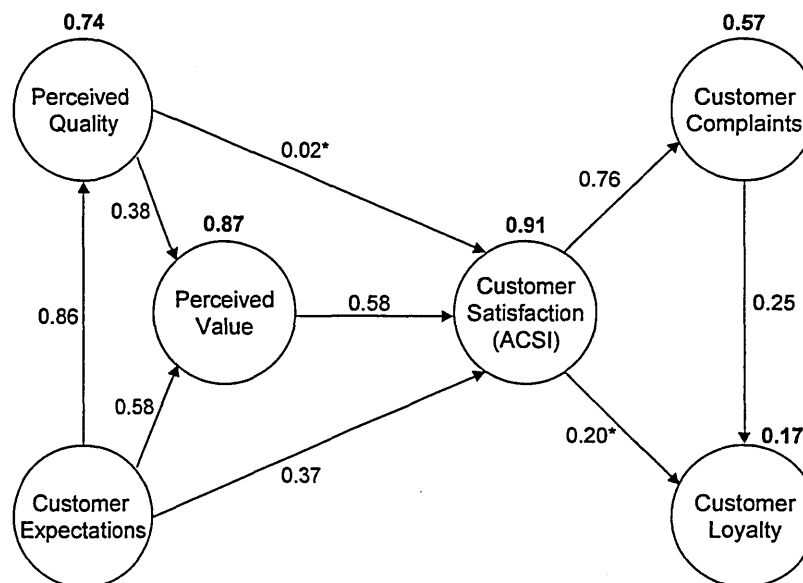 0.74
Perceived
Quality
0.57
Customer
Complaints
0.02*
0.38
0.76
0.87
Perceived
Value
0.91
Customer
Satisfaction
(ACSI)
0.58
0.86
0.25
0.58
0.37
0.20*
0.17
Customer
Expectations
Customer
Loyalty